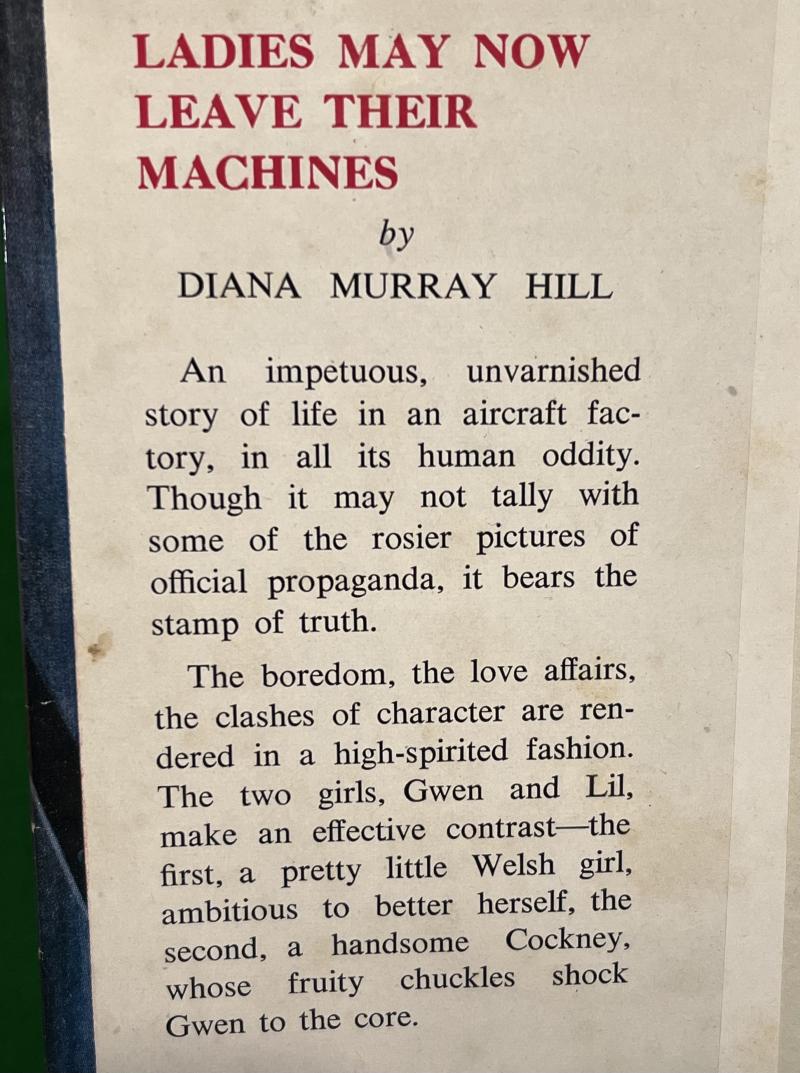 LADIES MAY NOW
LEAVE THEIR
MACHINES
by
DIANA MURRAY HILL
An impetuous, unvarnished
story of life in an aircraft fac-
tory, in all its human oddity.
Though it may not tally with
some of the rosier pictures of
official propaganda, it bears the
stamp of truth.
The boredom, the love affairs,
the clashes of character are ren-
dered in a high-spirited fashion.
The two girls, Gwen and Lil,
make an effective contrast—the
first, a pretty little Welsh girl,
ambitious to better herself, the
second, a handsome Cockney,
whose fruity chuckles shock
Gwen to the core.